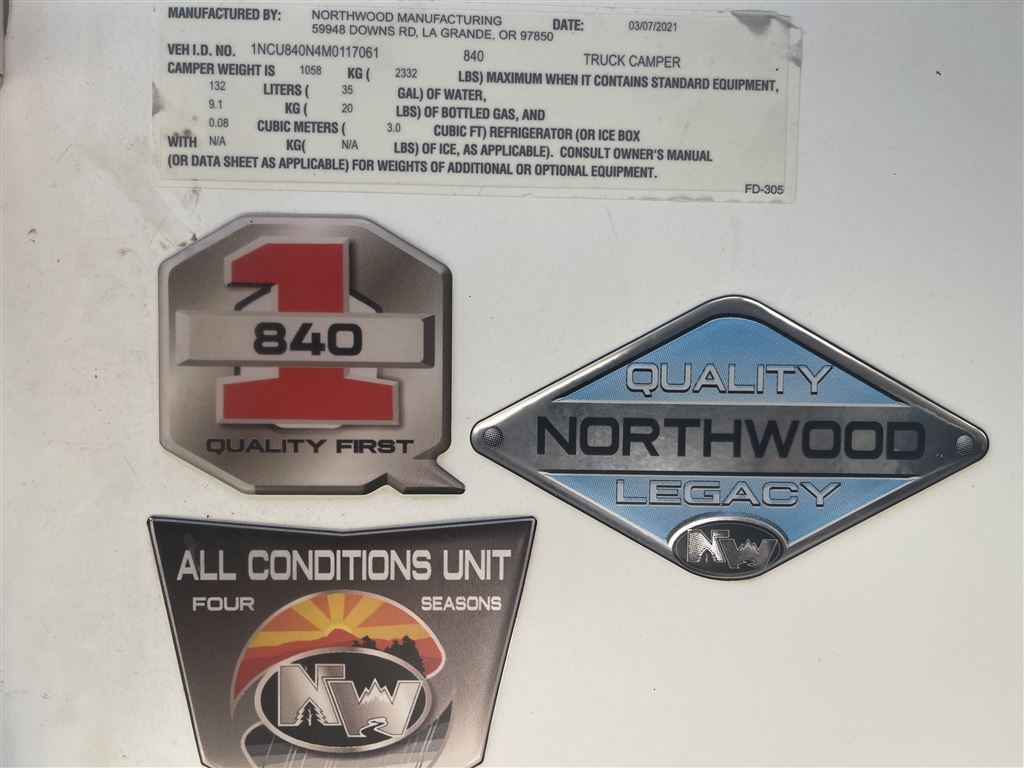 MANUFACTURED BY: NORTHWOOD MANUFACTURING DATE: 03/07/2021
59948 DOWNS RD, LA GRANDE, OR 97850
VEH I.D. NO. 1NCU840N4M0117061 840 TRUCK CAMPER
CAMPER WEIGHT IS 1058 KG ( 2332 LBS) MAXIMUM WHEN IT CONTAINS STANDARD EQUIPMENT,
132 LITERS ( 35 GAL) OF WATER,
9.1 KG ( 20 LBS) OF BOTTLED GAS, AND
0.08 CUBIC METERS ( 3.0 CUBIC FT) REFRIGERATOR (OR ICE BOX
WITH N/A KG( N/A LBS) OF ICE, AS APPLICABLE). CONSULT OWNER'S MANUAL
(OR DATA SHEET AS APPLICABLE) FOR WEIGHTS OF ADDITIONAL OR OPTIONAL EQUIPMENT.
FD-305
1
840
QUALITY FIRST
QUALITY
NORTHWOOD
LEGACY
NW
ALL CONDITIONS UNIT
FOUR SEASONS
NW